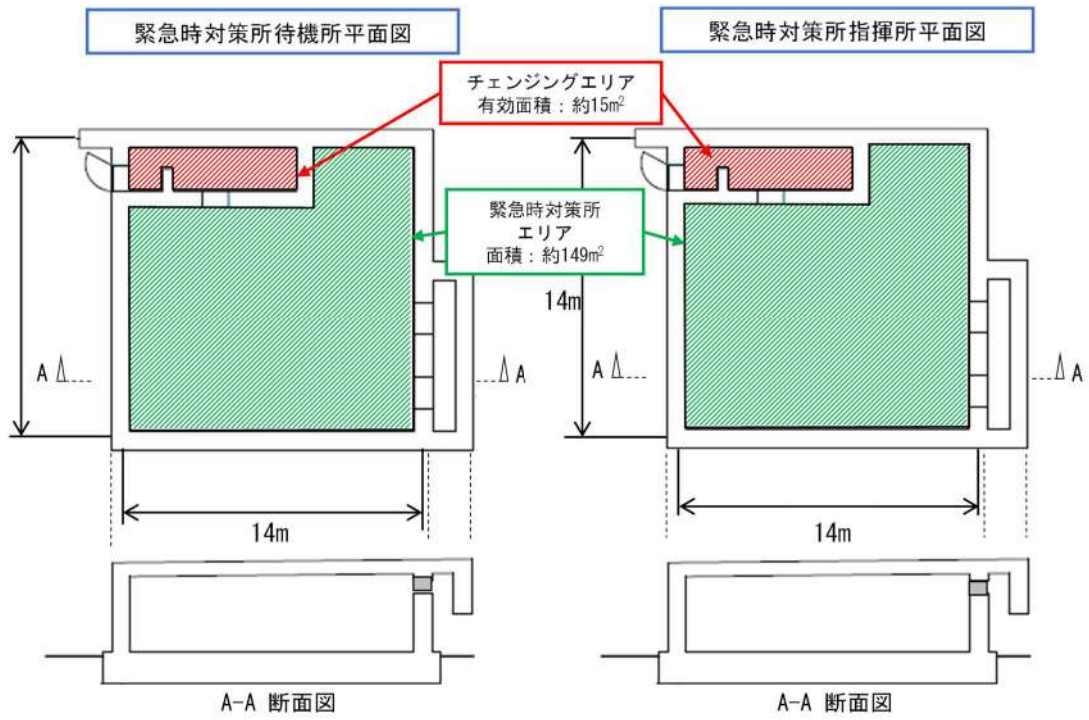 緊急時対策所待機所平面図
緊急時対策所指揮所平面図
チェンジングエリア
有効面積：約15m²
緊急時対策所
エリア
面積：約149m²
14m
A
A
A
A
14m
14m
A-A 断面図
A-A 断面図